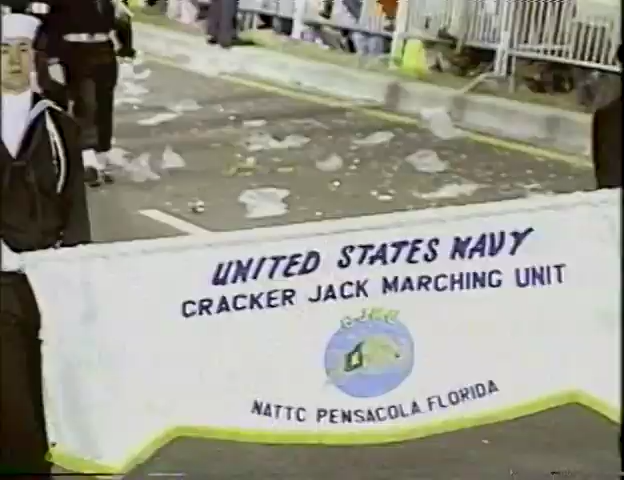 UNITED STATES NAVY
CRACKER JACK MARCHING UNIT
NATTC PENSACOLA FLORIDA